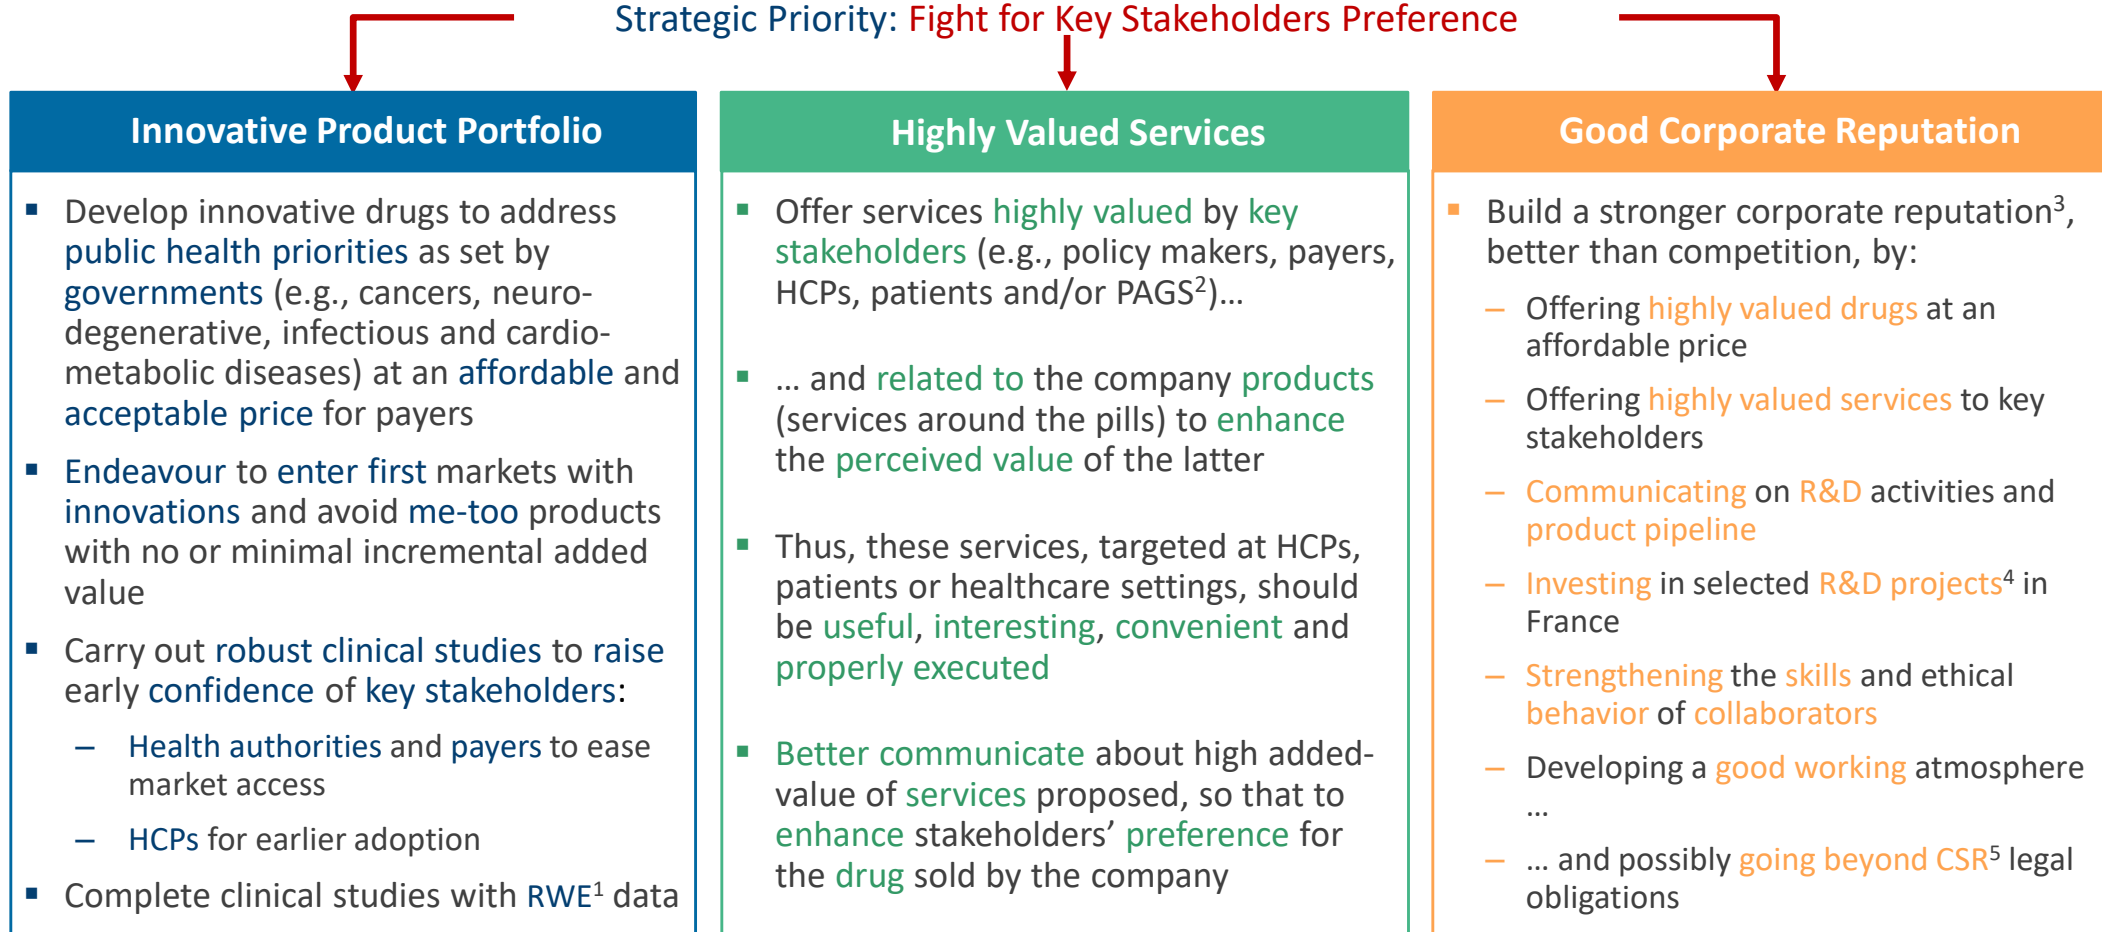 Strategic Priority: Fight for Key Stakeholders Preference
Innovative Product Portfolio
▪ Develop innovative drugs to address
public health priorities as set by
governments (e.g., cancers, neuro-
degenerative, infectious and cardio-
metabolic diseases) at an affordable and
acceptable price for payers
▪ Endeavour to enter first markets with
innovations and avoid me-too products
with no or minimal incremental added
value
▪ Carry out robust clinical studies to raise
early confidence of key stakeholders:
– Health authorities and payers to ease
market access
– HCPs for earlier adoption
▪ Complete clinical studies with RWE¹ data
Highly Valued Services
▪ Offer services highly valued by key
stakeholders (e.g., policy makers, payers,
HCPs, patients and/or PAGS²)…
▪ … and related to the company products
(services around the pills) to enhance
the perceived value of the latter
▪ Thus, these services, targeted at HCPs,
patients or healthcare settings, should
be useful, interesting, convenient and
properly executed
▪ Better communicate about high added-
value of services proposed, so that to
enhance stakeholders’ preference for
the drug sold by the company
Good Corporate Reputation
▪ Build a stronger corporate reputation³,
better than competition, by:
– Offering highly valued drugs at an
affordable price
– Offering highly valued services to key
stakeholders
– Communicating on R&D activities and
product pipeline
– Investing in selected R&D projects⁴ in
France
– Strengthening the skills and ethical
behavior of collaborators
– Developing a good working atmosphere
…
– … and possibly going beyond CSR⁵ legal
obligations